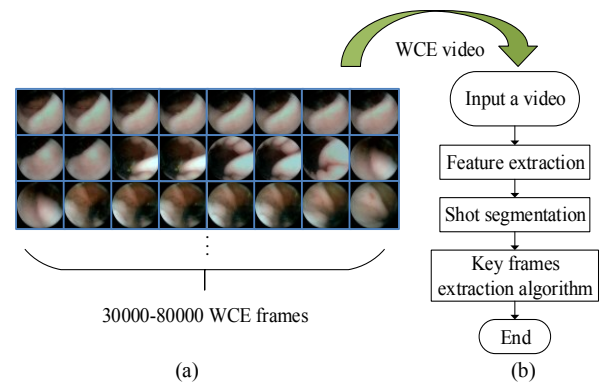 WCE video
Input a video
Feature extraction
Shot segmentation
Key frames
extraction algorithm
End
30000-80000 WCE frames
(a)
(b)